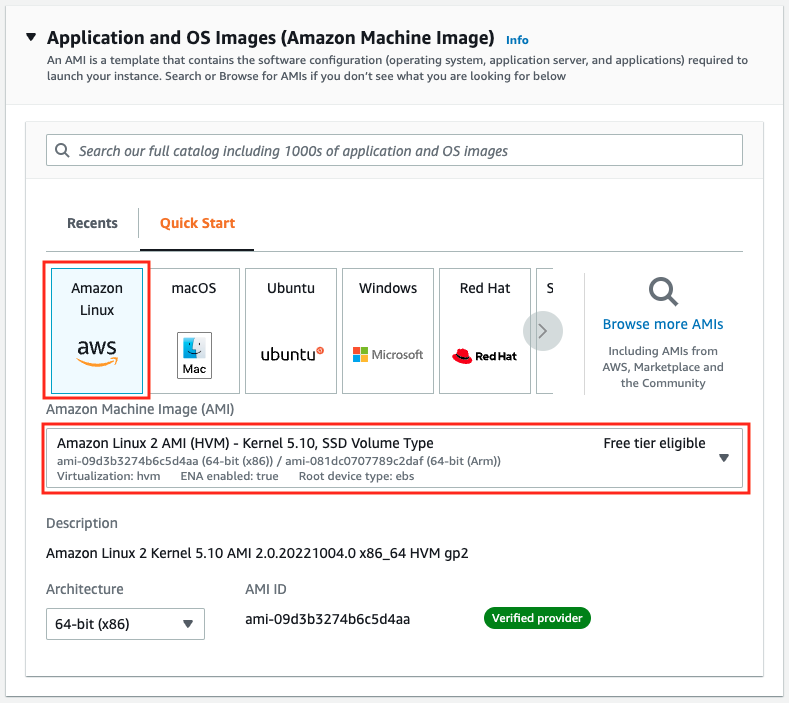 Application and OS Images (Amazon Machine Image) Info
An AMI is a template that contains the software configuration (operating system, application server, and applications) required to
launch your instance. Search or Browse for AMIs if you don't see what you are looking for below
Search our full catalog including 1000s of application and OS images
Recents
Quick Start
Amazon
Linux
aws
macOS
Mac
Ubuntu
ubuntu
Windows
Microsoft
Red Hat
Red Hat
S
Browse more AMIs
Including AMIs from
AWS, Marketplace and
the Community
Amazon Machine Image (AMI)
Amazon Linux 2 AMI (HVM) - Kernel 5.10, SSD Volume Type
Free tier eligible
ami-09d3b3274b6c5d4aa (64-bit (x86)) / ami-081dc0707789c2daf (64-bit (Arm))
Virtualization: hvm ENA enabled: true Root device type: ebs
Description
Amazon Linux 2 Kernel 5.10 AMI 2.0.20221004.0 x86_64 HVM gp2
Architecture
AMI ID
64-bit (x86)
ami-09d3b3274b6c5d4aa
Verified provider